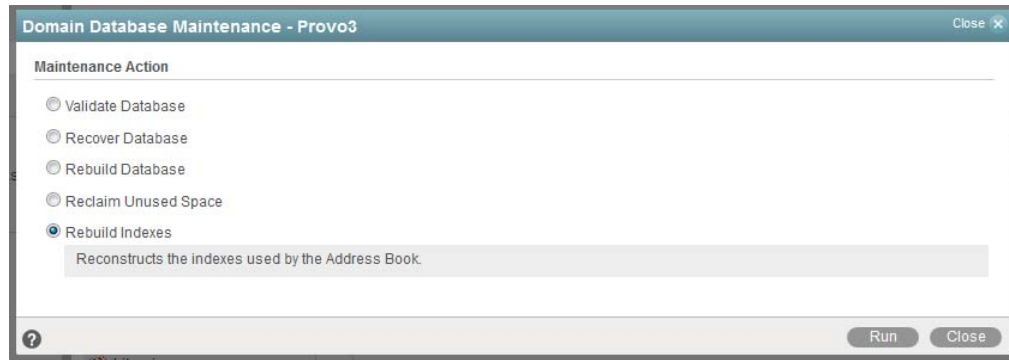 Domain Database Maintenance - Provo3
Close
Maintenance Action
Validate Database
Recover Database
Rebuild Database
Reclaim Unused Space
Rebuild Indexes
Reconstructs the indexes used by the Address Book.
?
Run Close